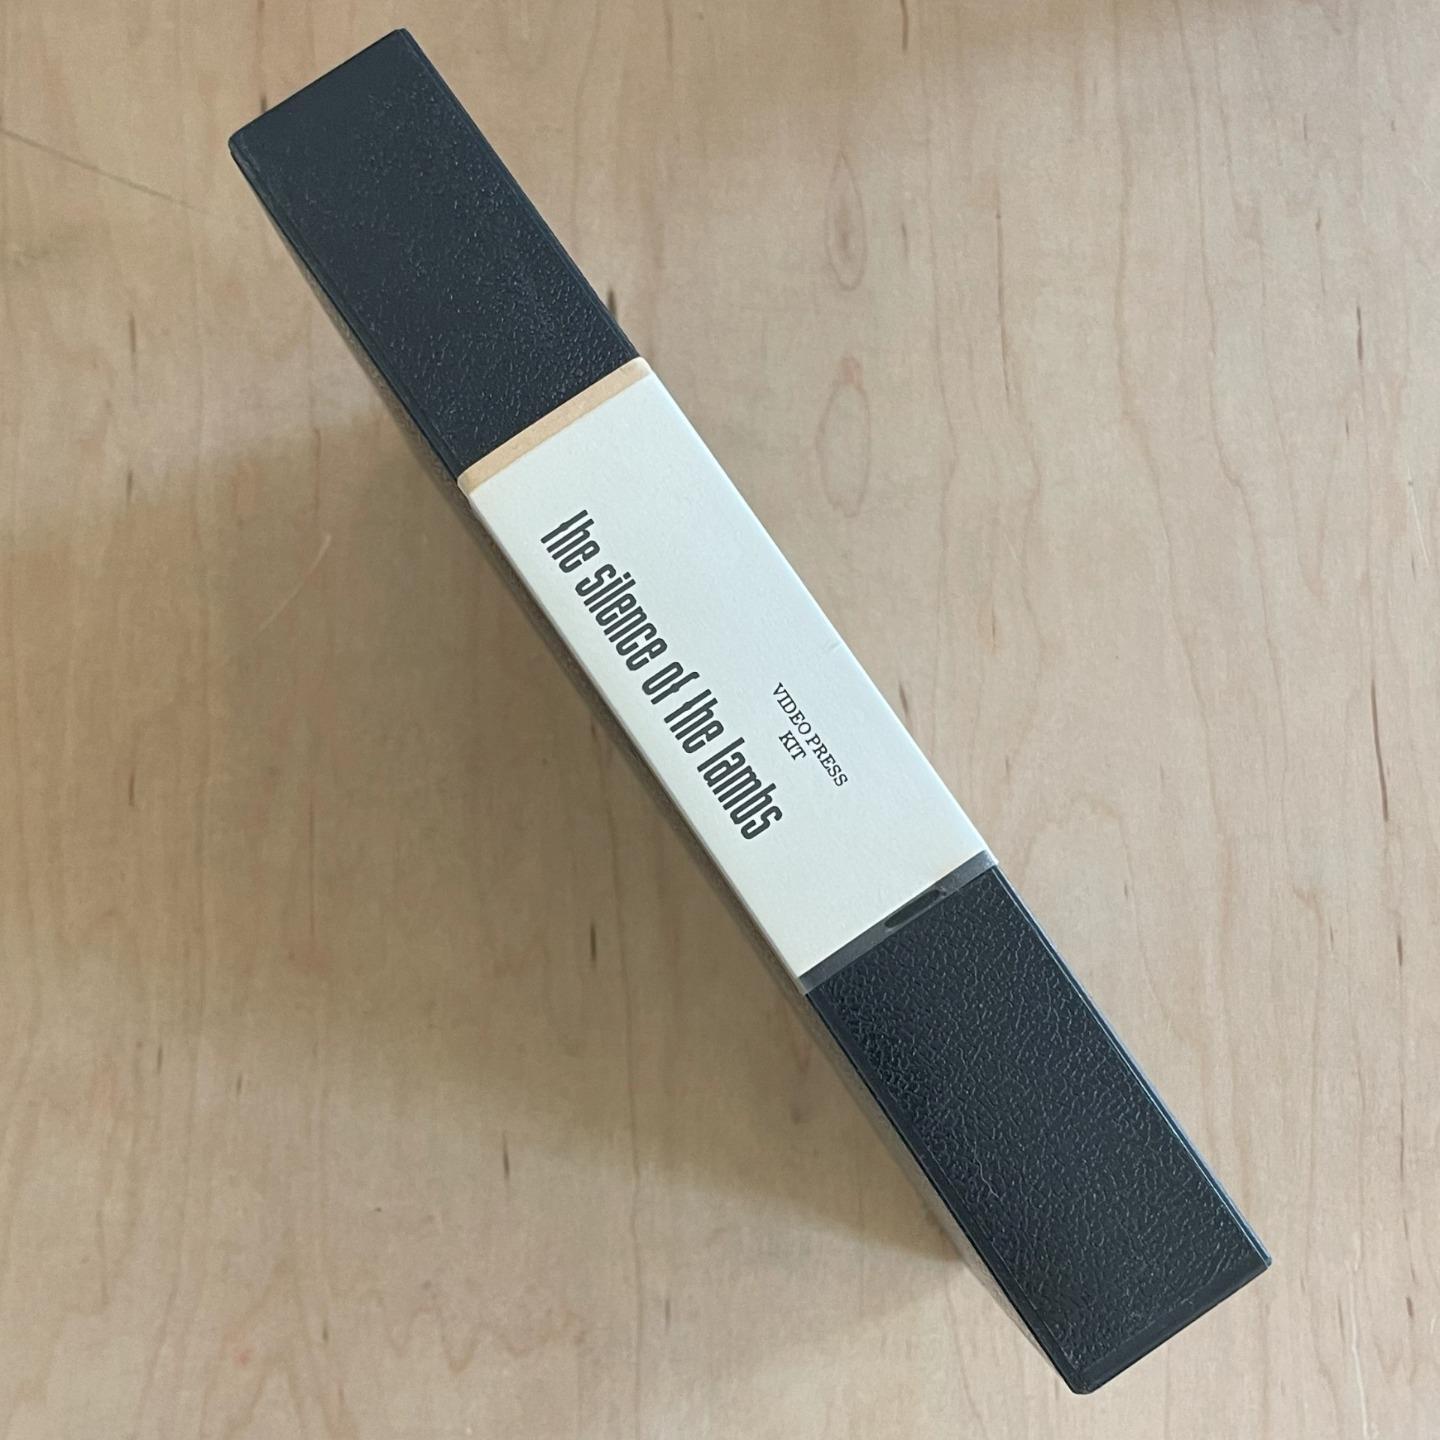 the silence of the lambs
VIDEO PRESS
KIT